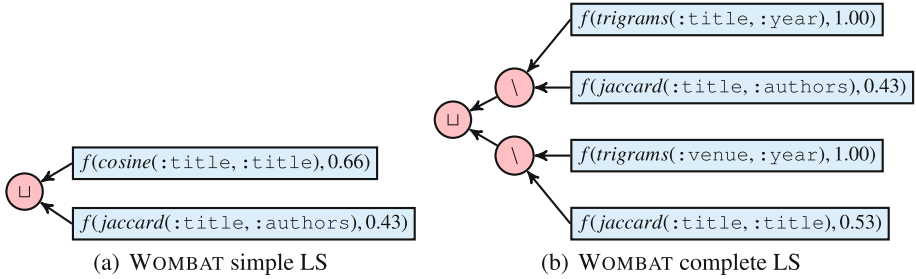 f(trigrams(:title, :year), 1.00)
\
f(jaccard(:title, :authors), 0.43)
⊔
f(cosine(:title, :title), 0.66)
\
f(trigrams(:venue, :year), 1.00)
⊔
f(jaccard(:title, :authors), 0.43)
f(jaccard(:title, :title), 0.53)
(a) WOMBAT simple LS
(b) WOMBAT complete LS